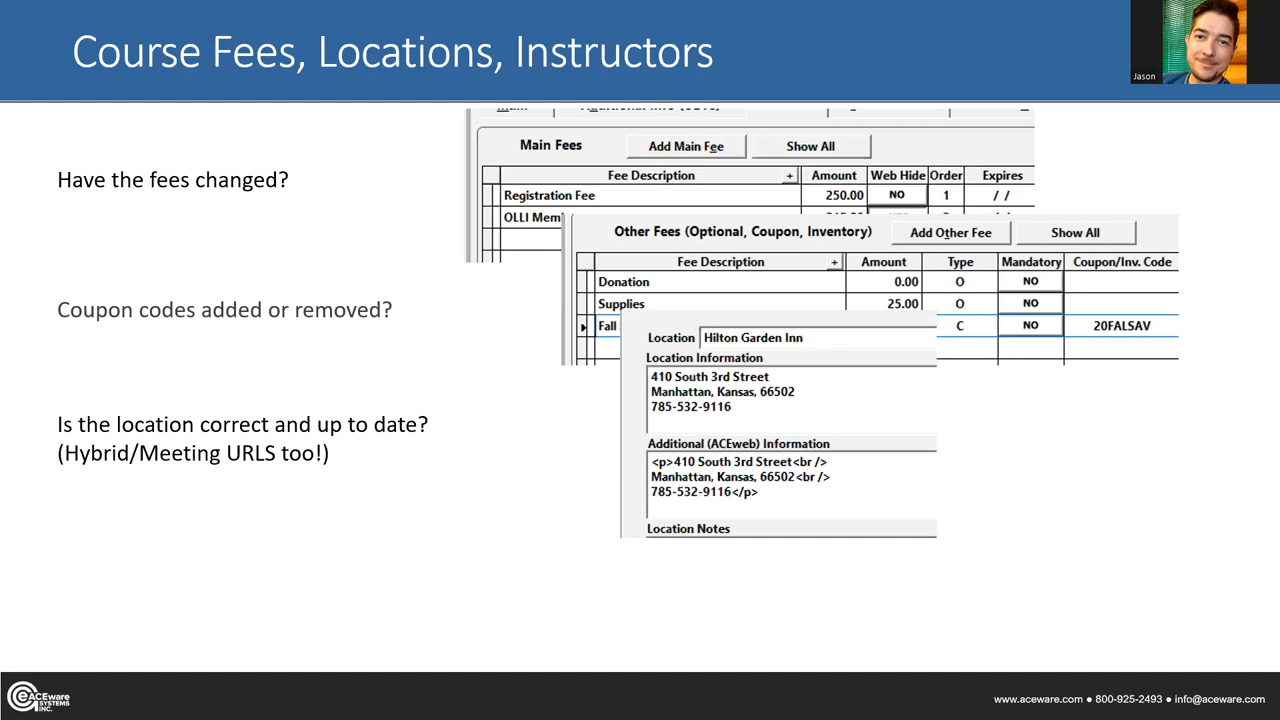 Course Fees, Locations, Instructors
Jason
Have the fees changed?
Coupon codes added or removed?
Is the location correct and up to date?
(Hybrid/Meeting URLS too!)
Main Fees Add Main Fee Show All
Fee Description + Amount Web Hide Order Expires
Registration Fee 250.00 NO 1 / /
OLLI
Other Fees (Optional, Coupon, Inventory) Add Other Fee Show All
Fee Description + Amount Type Mandatory Coupon/Inv. Code
Donation 0.00 O NO
Supplies 25.00 O NO
Fall C NO 20FALSAV
Location Hilton Garden Inn
Location Information
410 South 3rd Street
Manhattan, Kansas, 66502
785-532-9116
Additional (ACEweb) Information
<p>410 South 3rd Street<br />
Manhattan, Kansas, 66502<br />
785-532-9116</p>
Location Notes
ACEware
SYSTEMS
INC.
www.aceware.com ● 800-925-2493 ● info@aceware.com